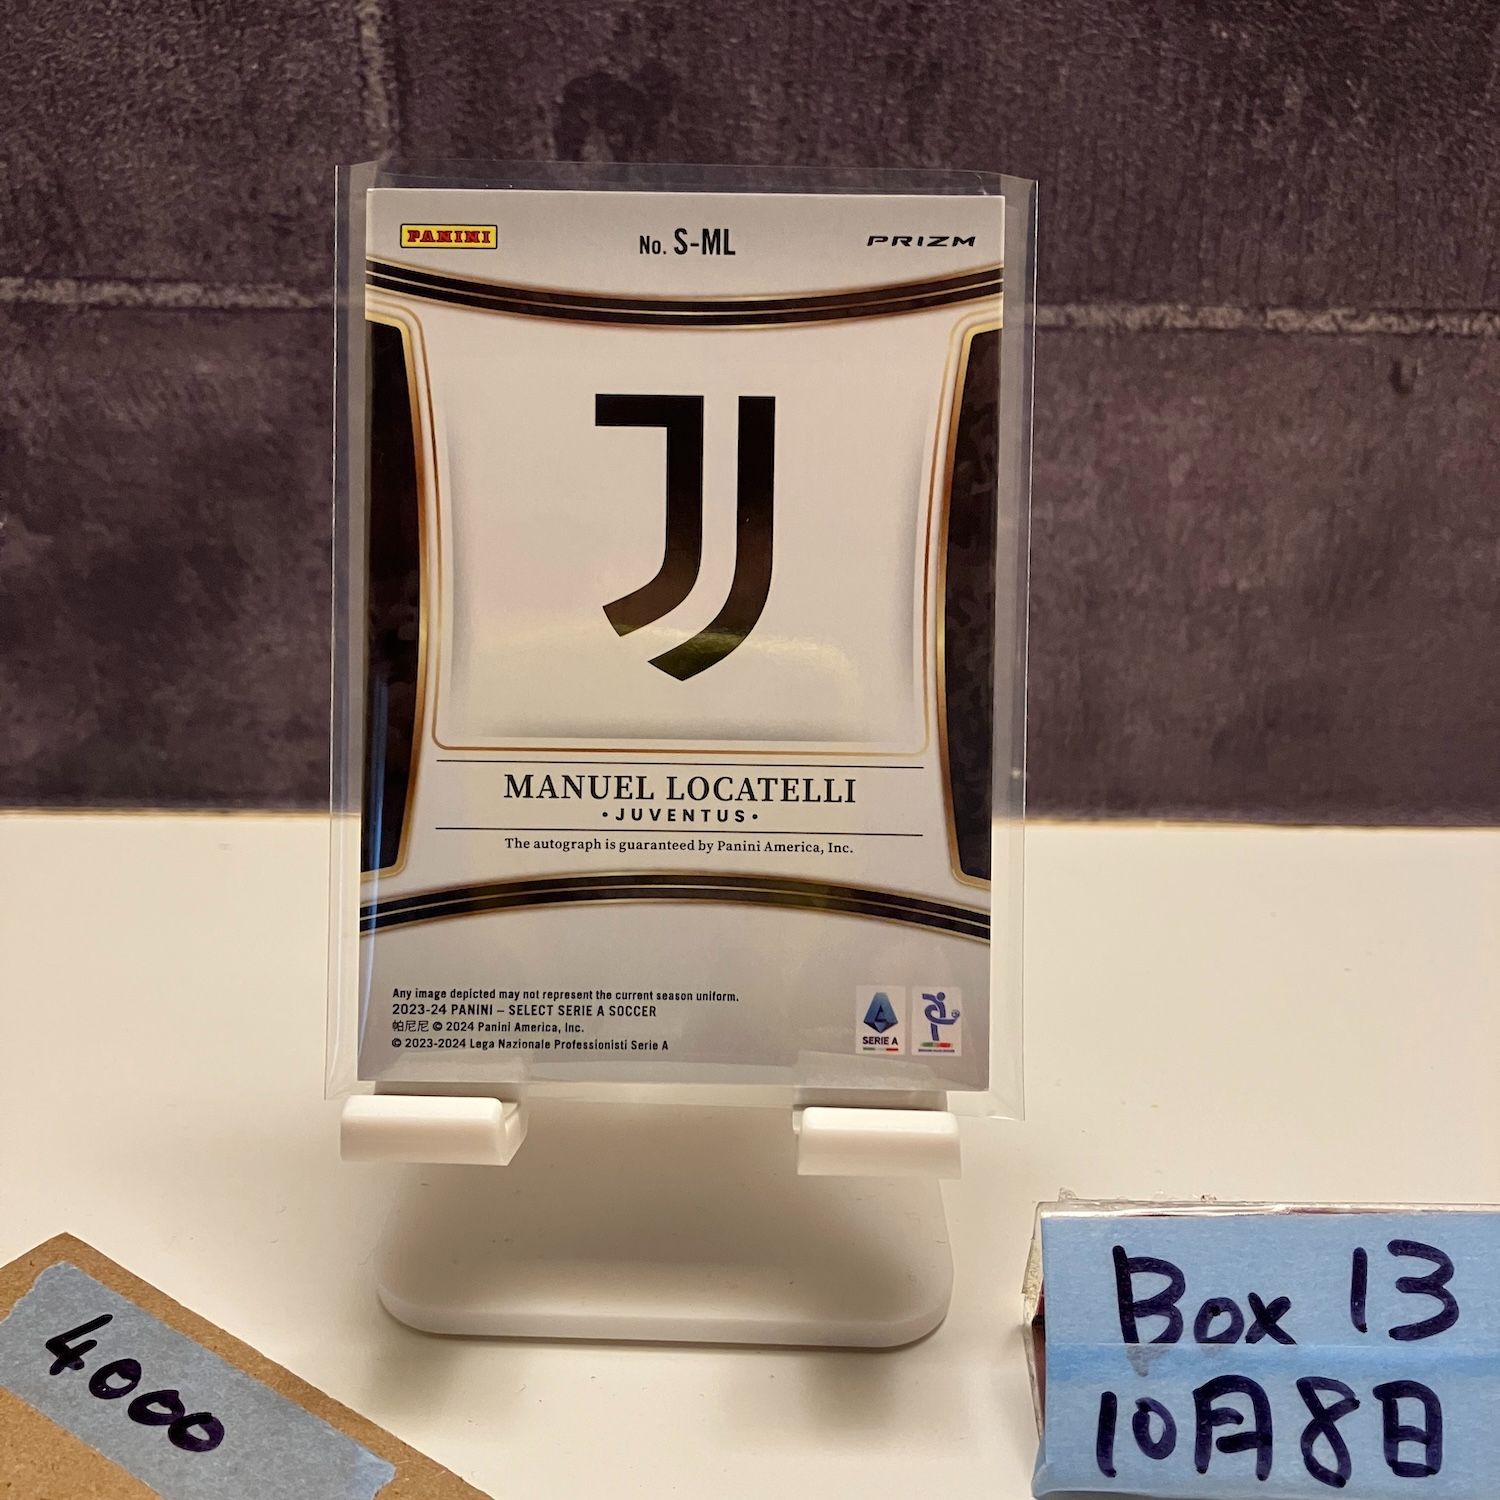 PANINI
No. S-ML
PRIZM
MANUEL LOCATELLI
• JUVENTUS •
The autograph is guaranteed by Panini America, Inc.
Any image depicted may not represent the current season uniform.
2023-24 PANINI – SELECT SERIE A SOCCER
帕尼尼 © 2024 Panini America, Inc.
© 2023-2024 Lega Nazionale Professionisti Serie A
SERIE A
4000
Box 13
10月8日